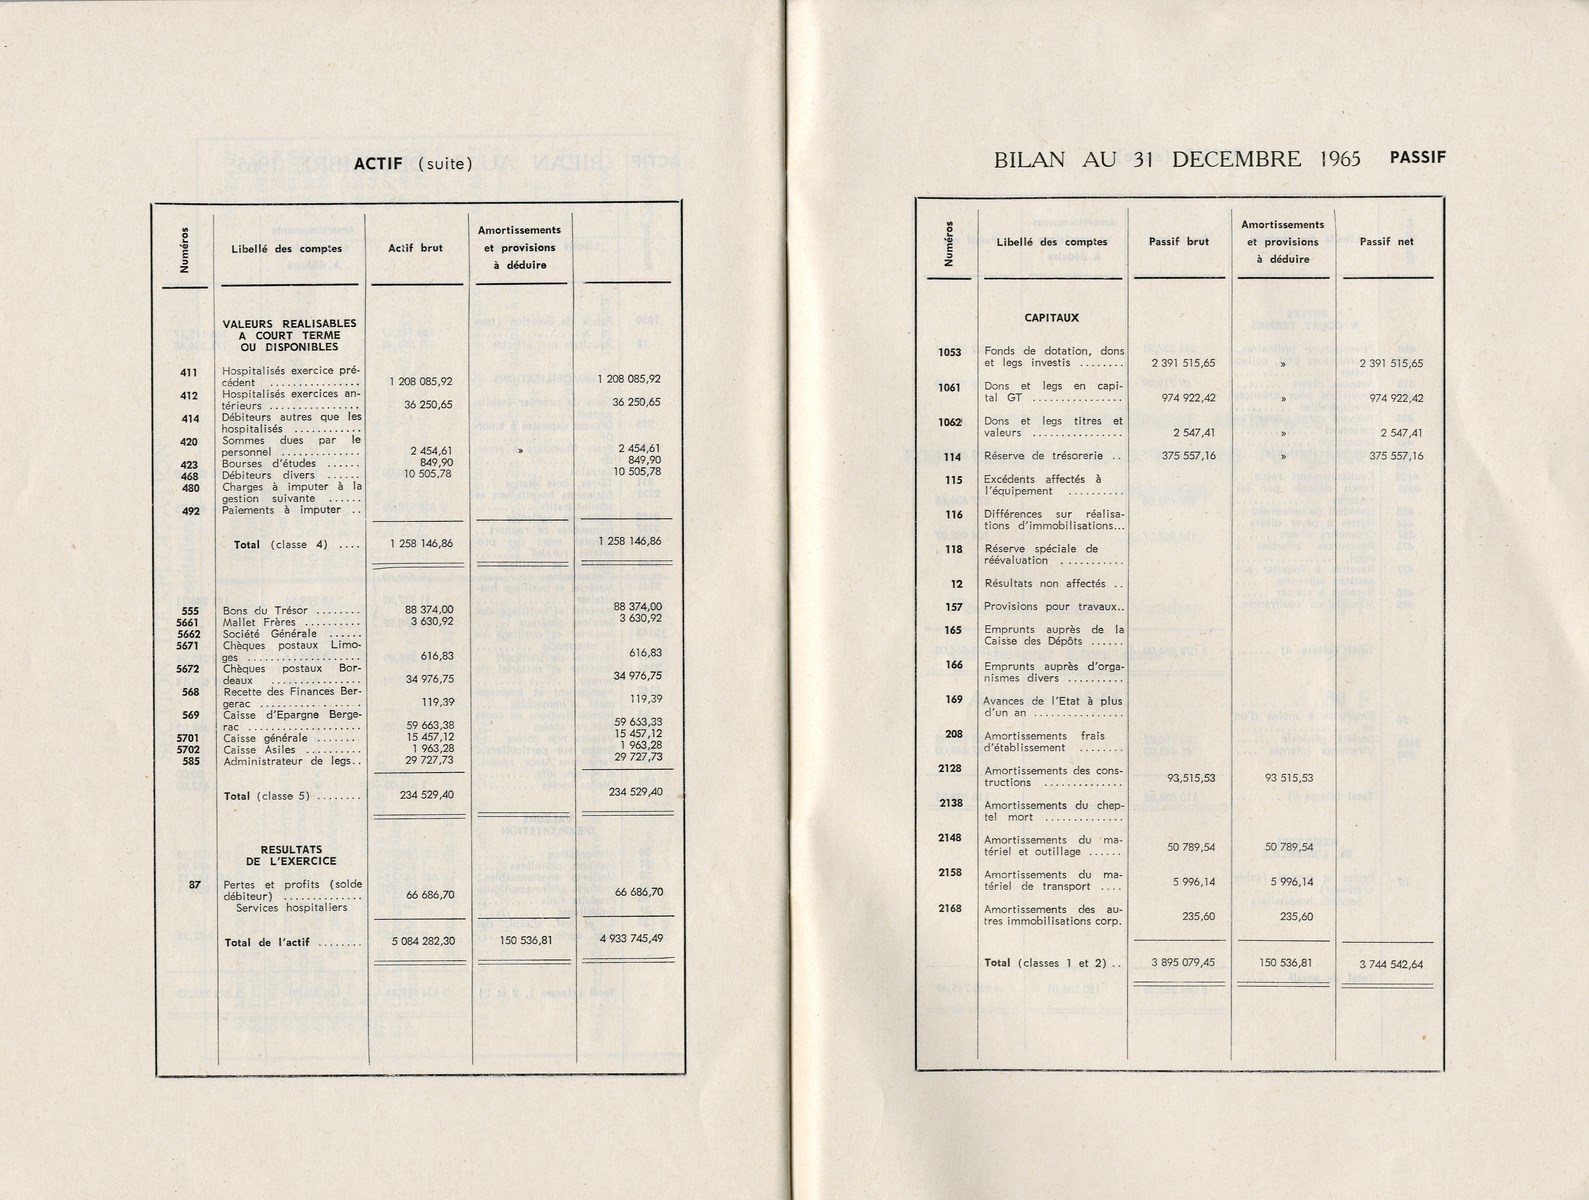 ACTIF (suite)
Numéros
Libellé des comptes
Actif brut
Amortissements
et provisions
à déduire
VALEURS REALISABLES
A COURT TERME
OU DISPONIBLES
411 Hospitalisés exercice pré-
cédent ............... 1 208 085,92 1 208 085,92
412 Hospitalisés exercices an-
térieurs ............... 36 250,65 36 250,65
414 Débiteurs autres que les
hospitalisés ............
420 Sommes dues par le
personnel ............. 2 454,61 » 2 454,61
423 Bourses d'études ...... 849,90 849,90
468 Débiteurs divers ...... 10 505,78 10 505,78
480 Charges à imputer à la
gestion suivante ......
492 Paiements à imputer ..
Total (classe 4) .... 1 258 146,86 1 258 146,86
555 Bons du Trésor ........ 88 374,00 88 374,00
5661 Mallet Frères .......... 3 630,92 3 630,92
5662 Société Générale ......
5671 Chèques postaux Limo-
ges ................... 616,83 616,83
5672 Chèques postaux Bor-
deaux ............... 34 976,75 34 976,75
568 Recette des Finances Ber-
gerac ................. 119,39 119,39
569 Caisse d'Epargne Berge-
rac ................... 59 663,38 59 663,33
5701 Caisse générale ....... 15 457,12 15 457,12
5702 Caisse Asiles .......... 1 963,28 1 963,28
585 Administrateur de legs.. 29 727,73 29 727,73
Total (classe 5) ........ 234 529,40 234 529,40
RESULTATS
DE L'EXERCICE
87 Pertes et profits (solde
débiteur) ............. 66 686,70 66 686,70
Services hospitaliers
Total de l'actif ........ 5 084 282,30 150 536,81 4 933 745,49
BILAN AU 31 DECEMBRE 1965 PASSIF
Numéros
Libellé des comptes
Passif brut
Amortissements
et provisions
à déduire
Passif net
CAPITAUX
1053 Fonds de dotation, dons
et legs investis ........ 2 391 515,65 » 2 391 515,65
1061 Dons et legs en capi-
tal GT ............... 974 922,42 » 974 922,42
1062 Dons et legs titres et
valeurs ............... 2 547,41 » 2 547,41
114 Réserve de trésorerie .. 375 557,16 » 375 557,16
115 Excédents affectés à
l'équipement ..........
116 Différences sur réalisa-
tions d'immobilisations...
118 Réserve spéciale de
réévaluation ..........
12 Résultats non affectés ..
157 Provisions pour travaux..
165 Emprunts auprès de la
Caisse des Dépôts ......
166 Emprunts auprès d'orga-
nismes divers ..........
169 Avances de l'Etat à plus
d'un an ...............
208 Amortissements frais
d'établissement ........
2128 Amortissements des cons-
tructions ............. 93,515,53 93 515,53
2138 Amortissements du chep-
tel mort .............
2148 Amortissements du ma-
tériel et outillage ...... 50 789,54 50 789,54
2158 Amortissements du ma-
tériel de transport .... 5 996,14 5 996,14
2168 Amortissements des au-
tres immobilisations corp. 235,60 235,60
Total (classes 1 et 2) .. 3 895 079,45 150 536,81 3 744 542,64